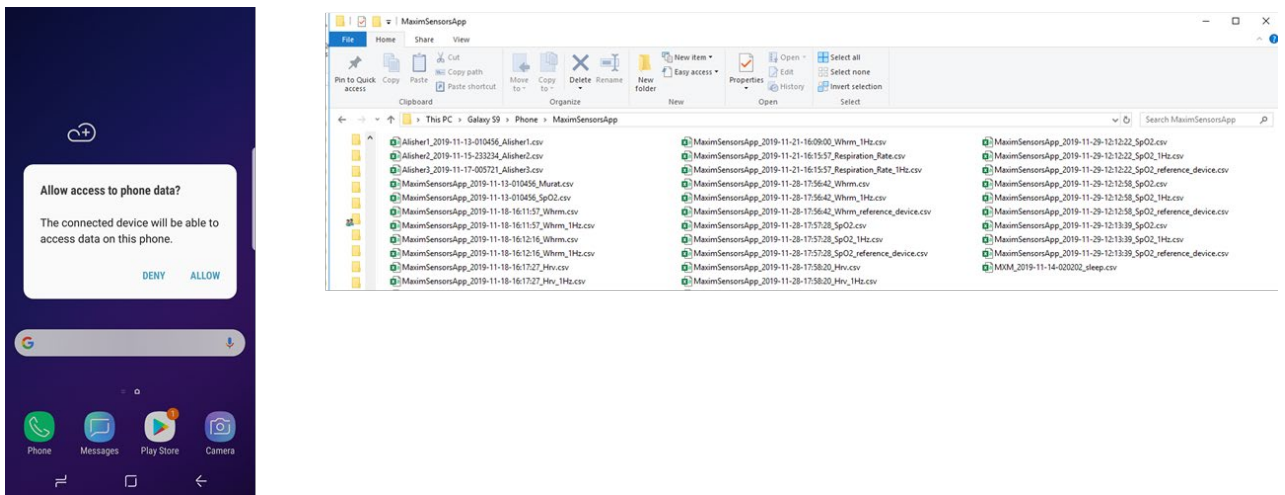 Allow access to phone data?
The connected device will be able to
access data on this phone.
DENY ALLOW
1
Phone Messages Play Store Camera
MaximSensorsApp
File Home Share View
Pin to Quick access
Copy
Paste
Cut
Copy path
Paste shortcut
Move to
Copy to
Delete
Rename
New folder
New item
Easy access
Properties
Open
Edit
History
Select all
Select none
Invert selection
Clipboard Organize New Open Select
This PC > Galaxy S9 > Phone > MaximSensorsApp
Search MaximSensorsApp
Alisher1_2019-11-13-010456_Alisher1.csv
Alisher2_2019-11-15-233234_Alisher2.csv
Alisher3_2019-11-17-005721_Alisher3.csv
MaximSensorsApp_2019-11-13-010456_Murat.csv
MaximSensorsApp_2019-11-13-010456_SpO2.csv
MaximSensorsApp_2019-11-18-16:11:57_Whrm.csv
MaximSensorsApp_2019-11-18-16:11:57_Whrm_1Hz.csv
MaximSensorsApp_2019-11-18-16:12:16_Whrm.csv
MaximSensorsApp_2019-11-18-16:12:16_Whrm_1Hz.csv
MaximSensorsApp_2019-11-18-16:17:27_Hrv.csv
MaximSensorsApp_2019-11-18-16:17:27_Hrv_1Hz.csv
MaximSensorsApp_2019-11-21-16:09:00_Whrm_1Hz.csv
MaximSensorsApp_2019-11-21-16:15:57_Respiration_Rate.csv
MaximSensorsApp_2019-11-21-16:15:57_Respiration_Rate_1Hz.csv
MaximSensorsApp_2019-11-28-17:56:42_Whrm.csv
MaximSensorsApp_2019-11-28-17:56:42_Whrm_1Hz.csv
MaximSensorsApp_2019-11-28-17:56:42_Whrm_reference_device.csv
MaximSensorsApp_2019-11-28-17:57:28_SpO2.csv
MaximSensorsApp_2019-11-28-17:57:28_SpO2_1Hz.csv
MaximSensorsApp_2019-11-28-17:57:28_SpO2_reference_device.csv
MaximSensorsApp_2019-11-28-17:58:20_Hrv.csv
MaximSensorsApp_2019-11-28-17:58:20_Hrv_1Hz.csv
MaximSensorsApp_2019-11-29-12:12:22_SpO2.csv
MaximSensorsApp_2019-11-29-12:12:22_SpO2_1Hz.csv
MaximSensorsApp_2019-11-29-12:12:22_SpO2_reference_device.csv
MaximSensorsApp_2019-11-29-12:12:58_SpO2.csv
MaximSensorsApp_2019-11-29-12:12:58_SpO2_1Hz.csv
MaximSensorsApp_2019-11-29-12:12:58_SpO2_reference_device.csv
MaximSensorsApp_2019-11-29-12:13:39_SpO2.csv
MaximSensorsApp_2019-11-29-12:13:39_SpO2_1Hz.csv
MaximSensorsApp_2019-11-29-12:13:39_SpO2_reference_device.csv
MXM_2019-11-14-020202_sleep.csv